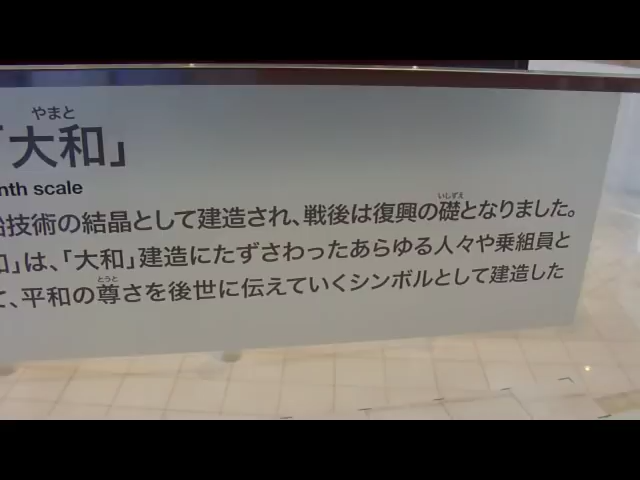 やまと
「大和」
nth scale
技術の結晶として建造され、戦後は復興の礎となりました。
いしずえ
」は、「大和」建造にたずさわったあらゆる人々や乗組員と
、平和の尊さを後世に伝えていくシンボルとして建造した
とうと